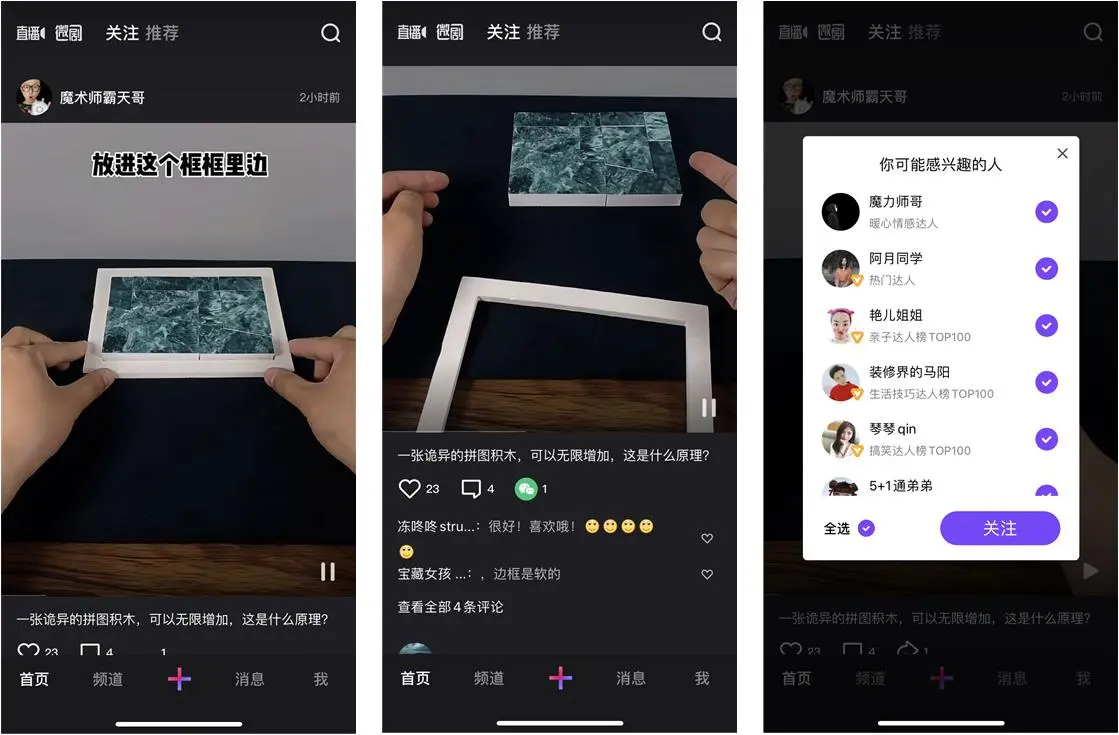 直播 微剧 关注 推荐
魔术师霸天哥 2小时前
放进这个框框里边
一张诡异的拼图积木，可以无限增加，这是什么原理？
23 4 1
首页 频道 消息 我
直播 微剧 关注 推荐
一张诡异的拼图积木，可以无限增加，这是什么原理？
23 4 1
冻咚咚stru...：很好！喜欢哦！
宝藏女孩 ...：，边框是软的
查看全部4条评论
首页 频道 消息 我
直播 微剧 关注 推荐
魔术师霸天哥 2小时前
你可能感兴趣的人
魔力师哥
暖心情感达人
阿月同学
热门达人
艳儿姐姐
亲子达人榜TOP100
装修界的马阳
生活技巧达人榜TOP100
琴琴qin
搞笑达人榜TOP100
5+1通弟弟
全选 关注
一张诡异的拼图积木，可以无限增加，这是什么原理？
23 4 1
首页 频道 消息 我